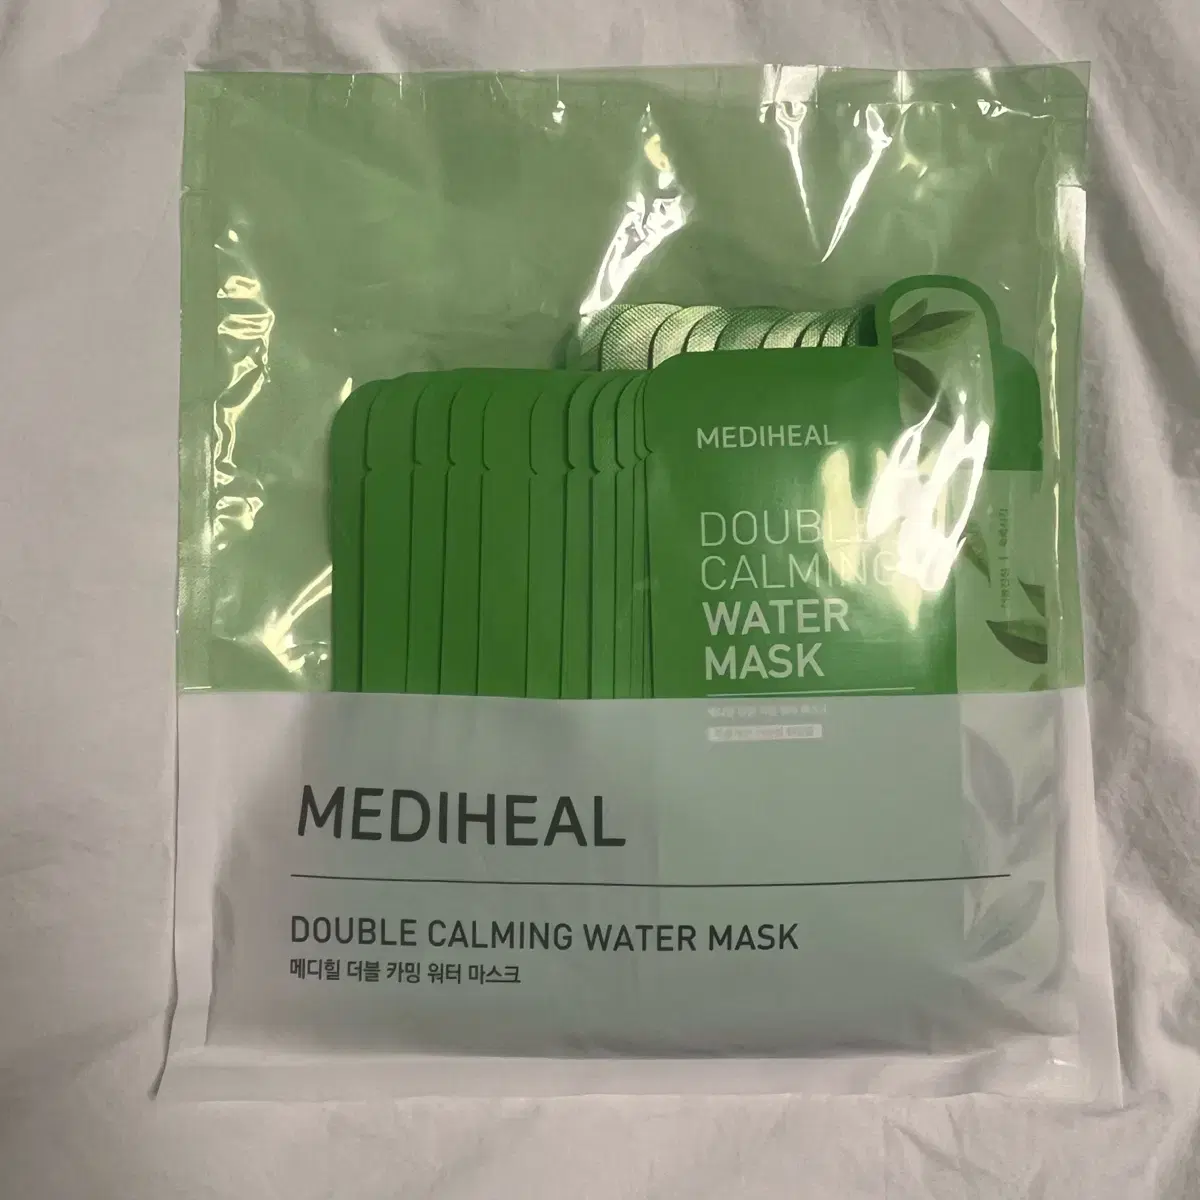 MEDIHEAL
DOUBLE
CALMING
WATER
MASK
MEDIHEAL
DOUBLE CALMING WATER MASK
메디힐 더블 카밍 워터 마스크